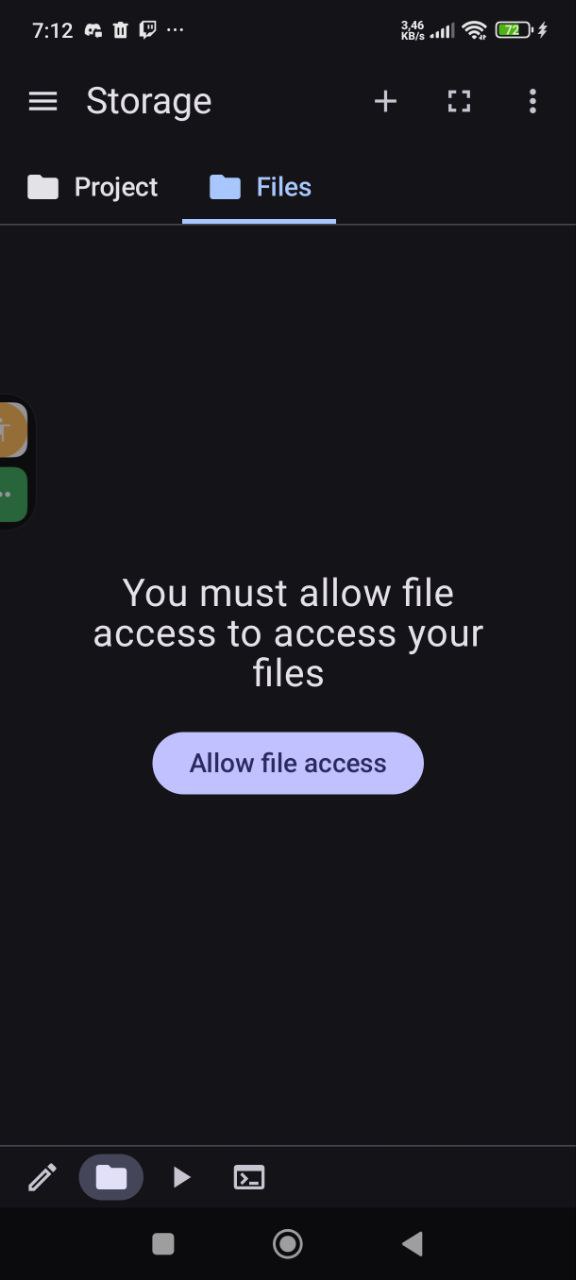 7:12
3,46
KB/s
72
Storage
Project
Files
You must allow file
access to access your
files
Allow file access